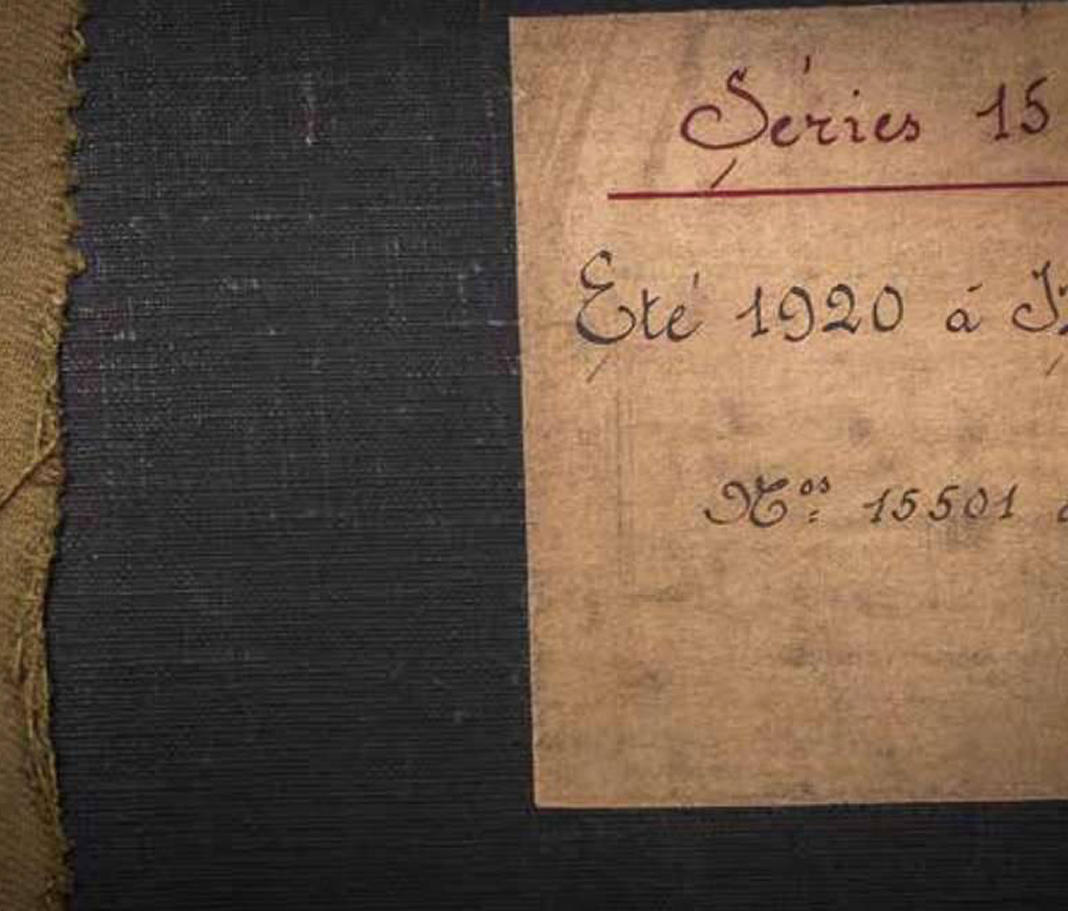 Séries 15
Eté 1920 á
Nos: 15501